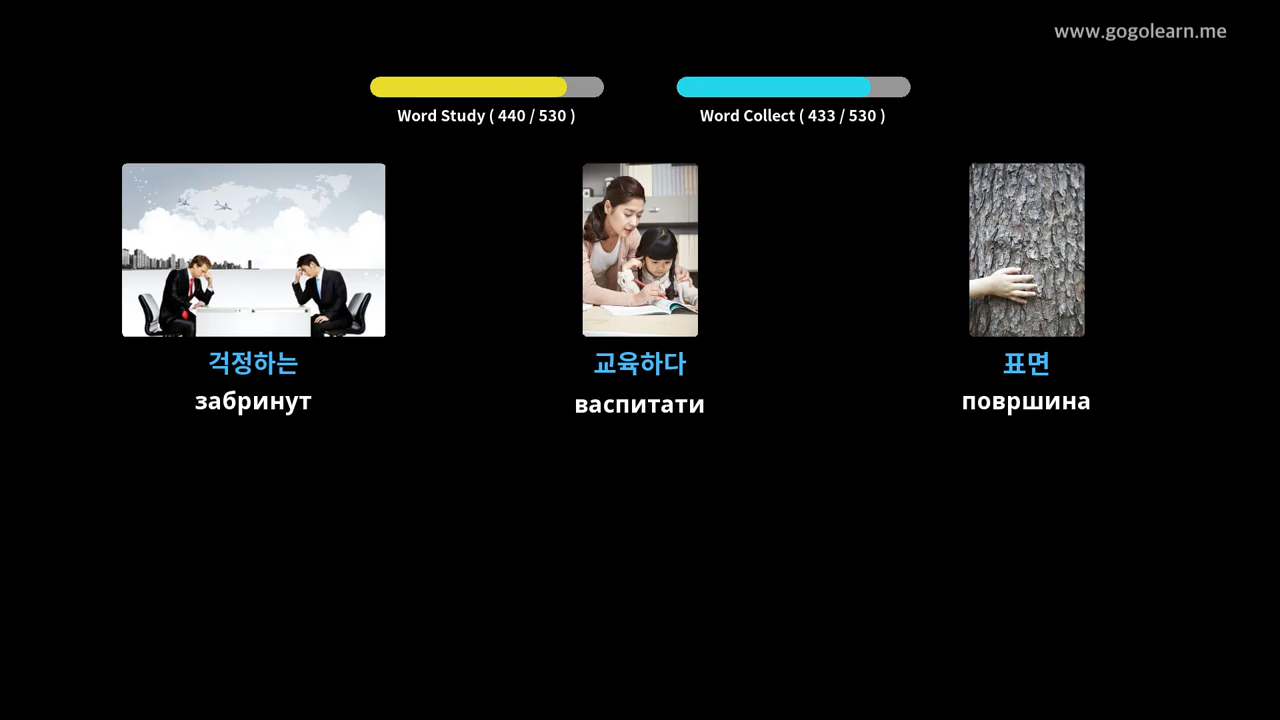 www.gogolearn.me
Word Study ( 440 / 530 )
Word Collect ( 433 / 530 )
걱정하는
забринут
교육하다
васпитати
표면
површина